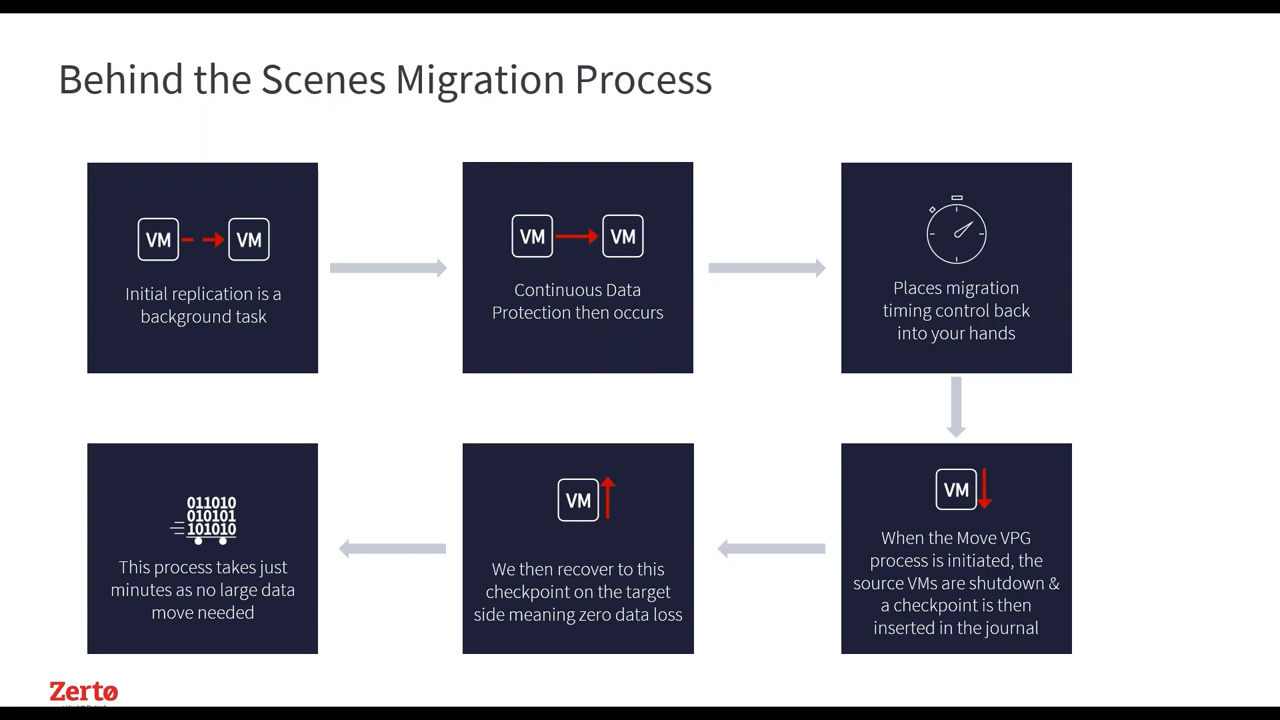 Behind the Scenes Migration Process
VM
VM
Initial replication is a
background task
VM
VM
Continuous Data
Protection then occurs
Places migration
timing control back
into your hands
VM
When the Move VPG
process is initiated, the
source VMs are shutdown &
a checkpoint is then
inserted in the journal
VM
We then recover to this
checkpoint on the target
side meaning zero data loss
011010
010101
101010
This process takes just
minutes as no large data
move needed
Zerto